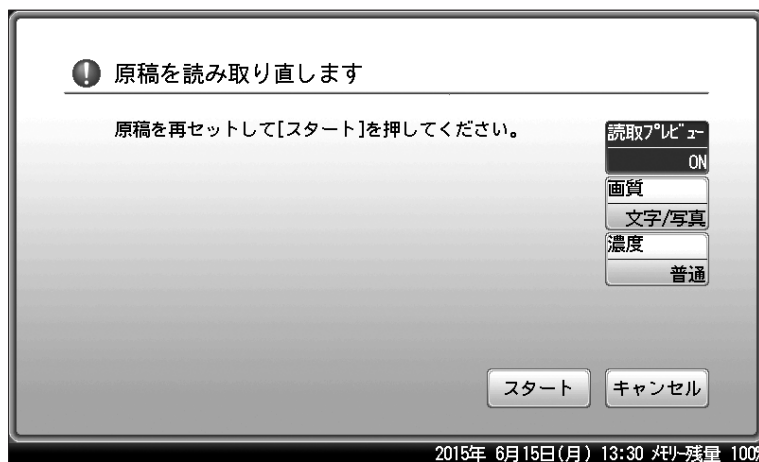 原稿を読み取り直します
原稿を再セットして[スタート]を押してください。
読取プレビュー
ON
画質
文字/写真
濃度
普通
スタート
キャンセル
2015年 6月15日(月) 13:30 メモリー残量 100%